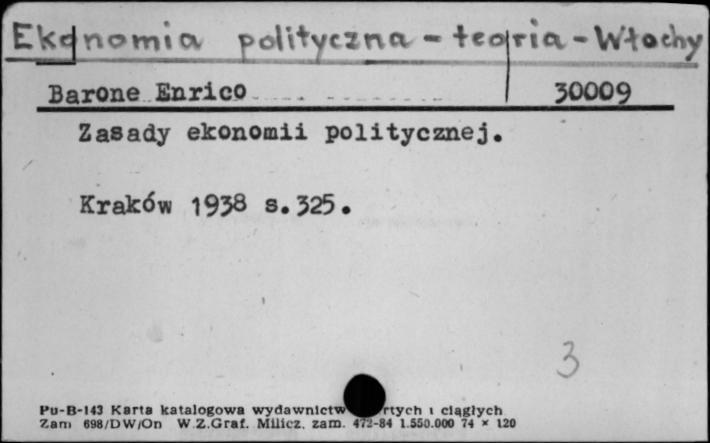 Ekonomia polityczna - teoria - Włochy
Barone Enrico 30009
Zasady ekonomii politycznej.
Kraków 1938 s.325.
3
Pu-B-143 Karta katalogowa wydawnictw rtych i ciągłych
Zam 698/DW/On W.Z.Graf. Milicz. zam. 472-84 1.550.000 74 × 120